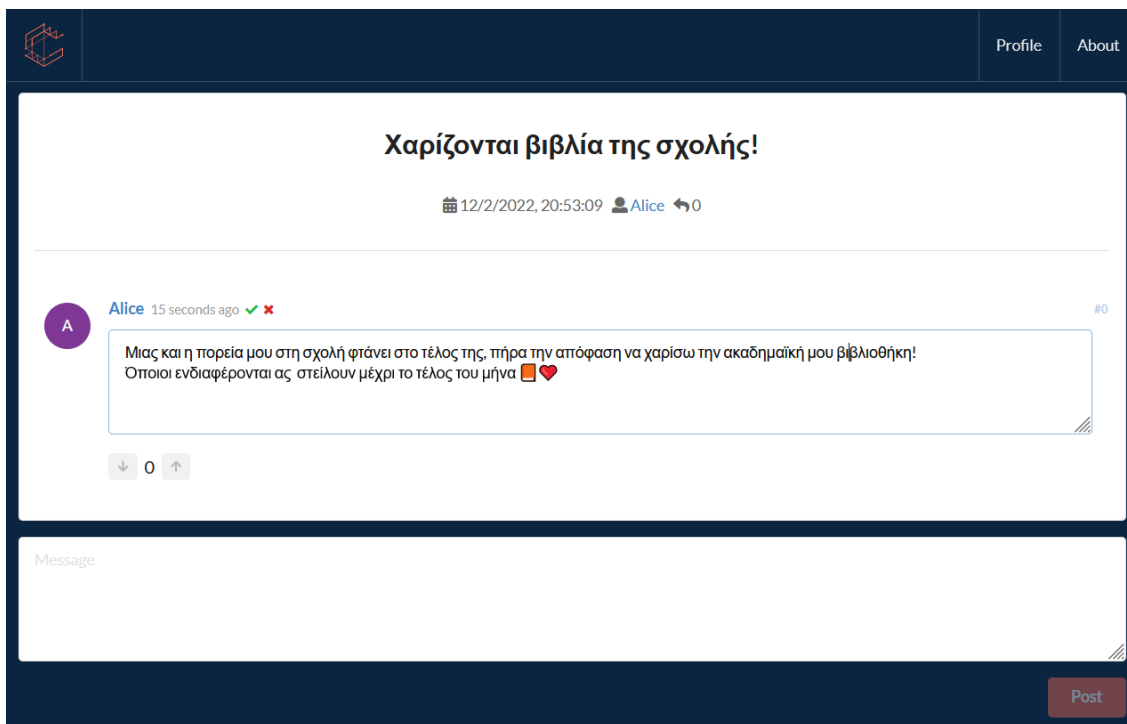 Profile
About
Χαρίζονται βιβλία της σχολής!
12/2/2022, 20:53:09 Alice 0
Alice 15 seconds ago #0
A
Μιας και η πορεία μου στη σχολή φτάνει στο τέλος της, πήρα την απόφαση να χαρίσω την ακαδημαϊκή μου βιβλιοθήκη!
Όποιοι ενδιαφέρονται ας στείλουν μέχρι το τέλος του μήνα 📙❤️
0
Message
Post